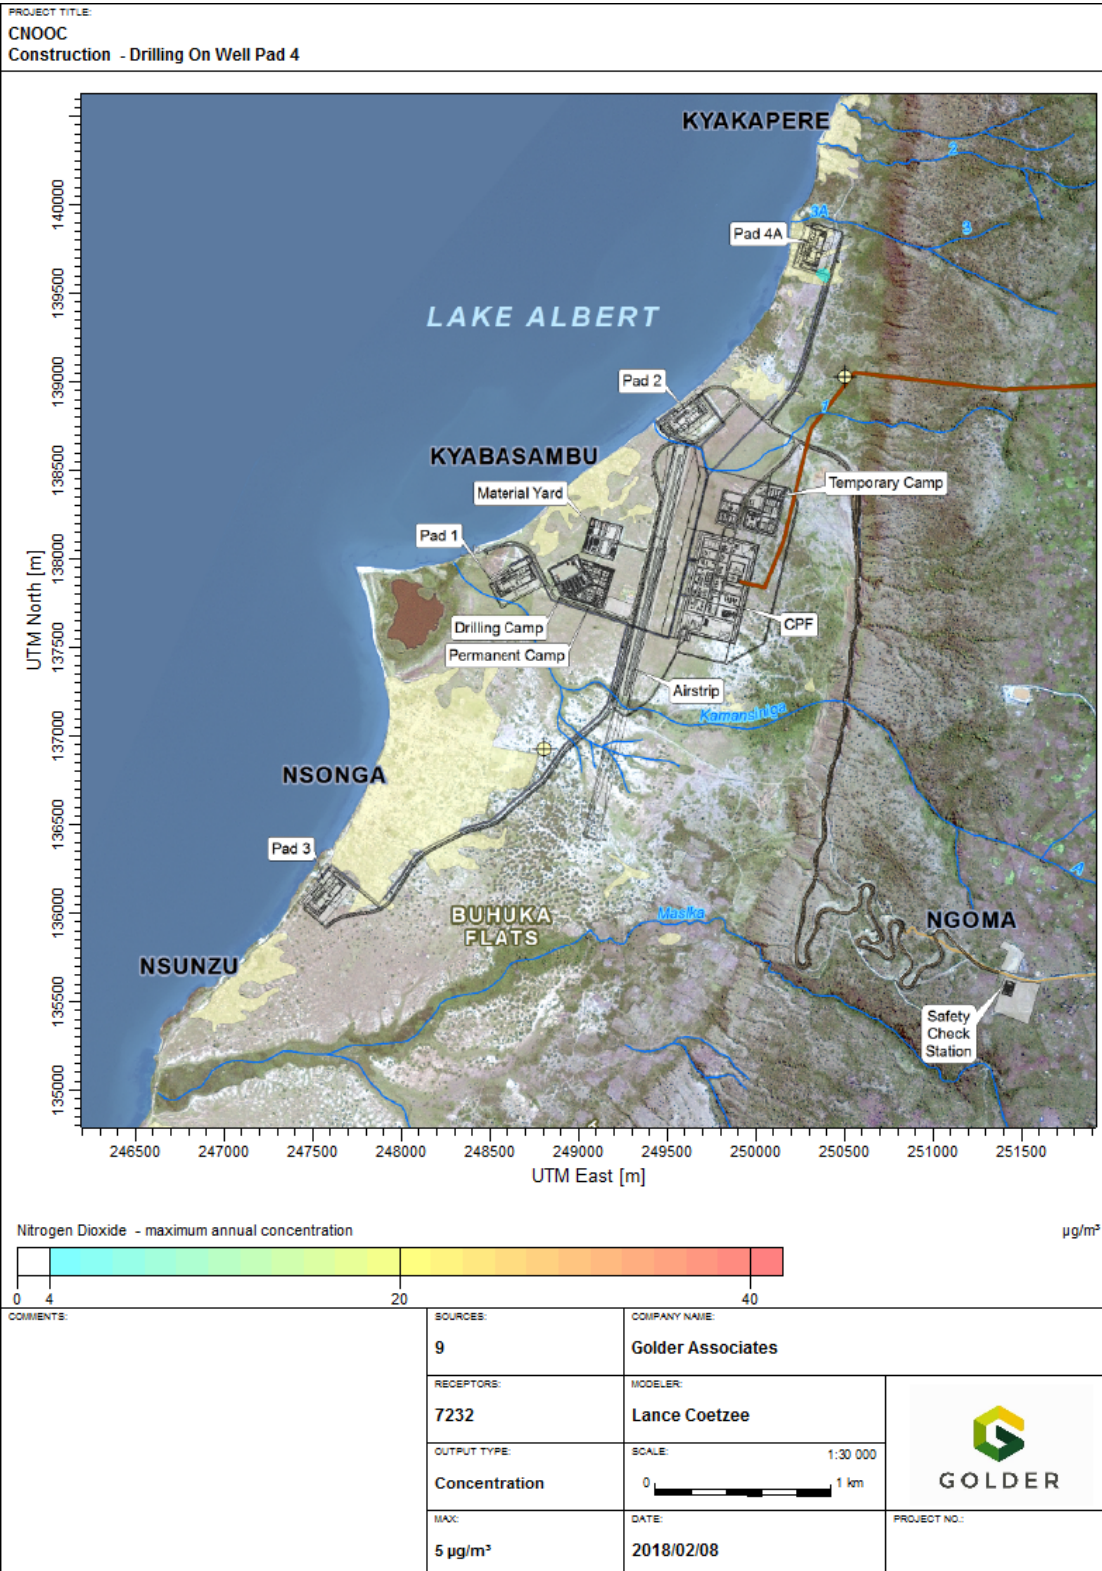 PROJECT TITLE:
CNOOC
Construction - Drilling On Well Pad 4
KYAKAPERE
2
3A
3
Pad 4A
LAKE ALBERT
Pad 2
1
KYABASAMBU
Temporary Camp
Material Yard
Pad 1
Drilling Camp
CPF
Permanent Camp
Airstrip
Kamansiniga
NSONGA
Pad 3
A
BUHUKA
FLATS
Masika
NGOMA
NSUNZU
Safety
Check
Station
UTM North [m]
140000
139500
139000
138500
138000
137500
137000
136500
136000
135500
135000
246500 247000 247500 248000 248500 249000 249500 250000 250500 251000 251500
UTM East [m]
Nitrogen Dioxide - maximum annual concentration µg/m³
0 4 20 40
COMMENTS:
SOURCES:
9
COMPANY NAME:
Golder Associates
RECEPTORS:
7232
MODELER:
Lance Coetzee
OUTPUT TYPE:
Concentration
SCALE: 1:30 000
0 1 km
GOLDER
MAX:
5 µg/m³
DATE:
2018/02/08
PROJECT NO.: